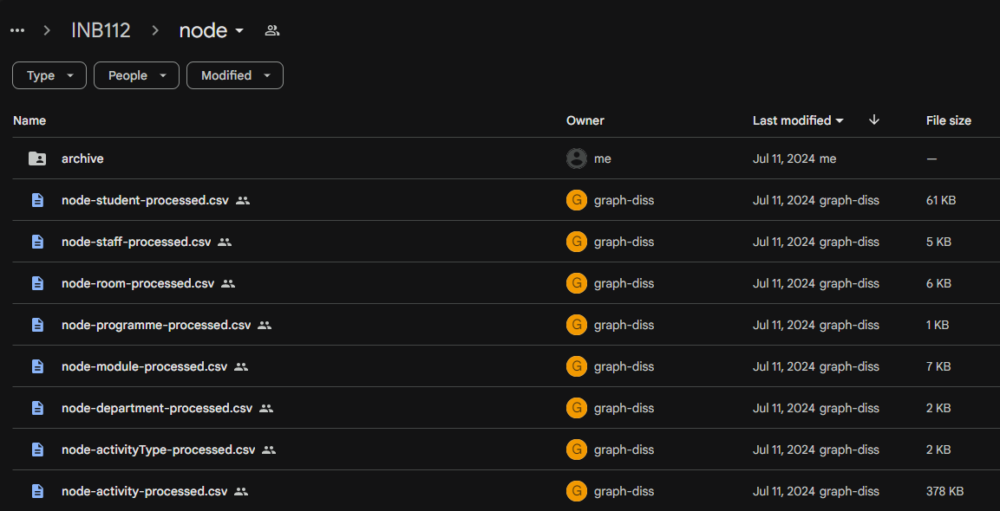 ... > INB112 > node
Type People Modified
Name Owner Last modified File size
archive me Jul 11, 2024 me —
node-student-processed.csv G graph-diss Jul 11, 2024 graph-diss 61 KB
node-staff-processed.csv G graph-diss Jul 11, 2024 graph-diss 5 KB
node-room-processed.csv G graph-diss Jul 11, 2024 graph-diss 6 KB
node-programme-processed.csv G graph-diss Jul 11, 2024 graph-diss 1 KB
node-module-processed.csv G graph-diss Jul 11, 2024 graph-diss 7 KB
node-department-processed.csv G graph-diss Jul 11, 2024 graph-diss 2 KB
node-activityType-processed.csv G graph-diss Jul 11, 2024 graph-diss 2 KB
node-activity-processed.csv G graph-diss Jul 11, 2024 graph-diss 378 KB